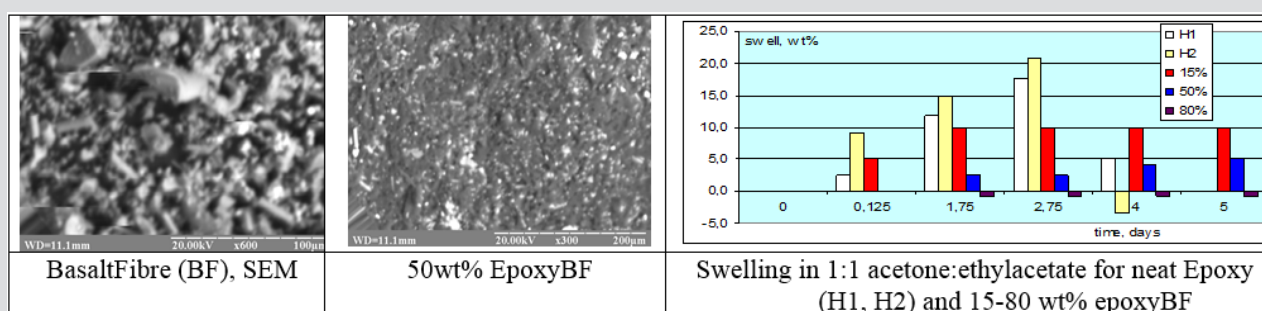 WD=11.1mm 20.00kV x600 100µm
BasaltFibre (BF), SEM
WD=11.1mm 20.00kV x300 200µm
50wt% EpoxyBF
swell, wt%
25,0
20,0
15,0
10,0
5,0
0,0
-5,0
0 0,125 1,75 2,75 4 5
time, days
H1
H2
15%
50%
80%
Swelling in 1:1 acetone:ethylacetate for neat Epoxy
(H1, H2) and 15-80 wt% epoxyBF